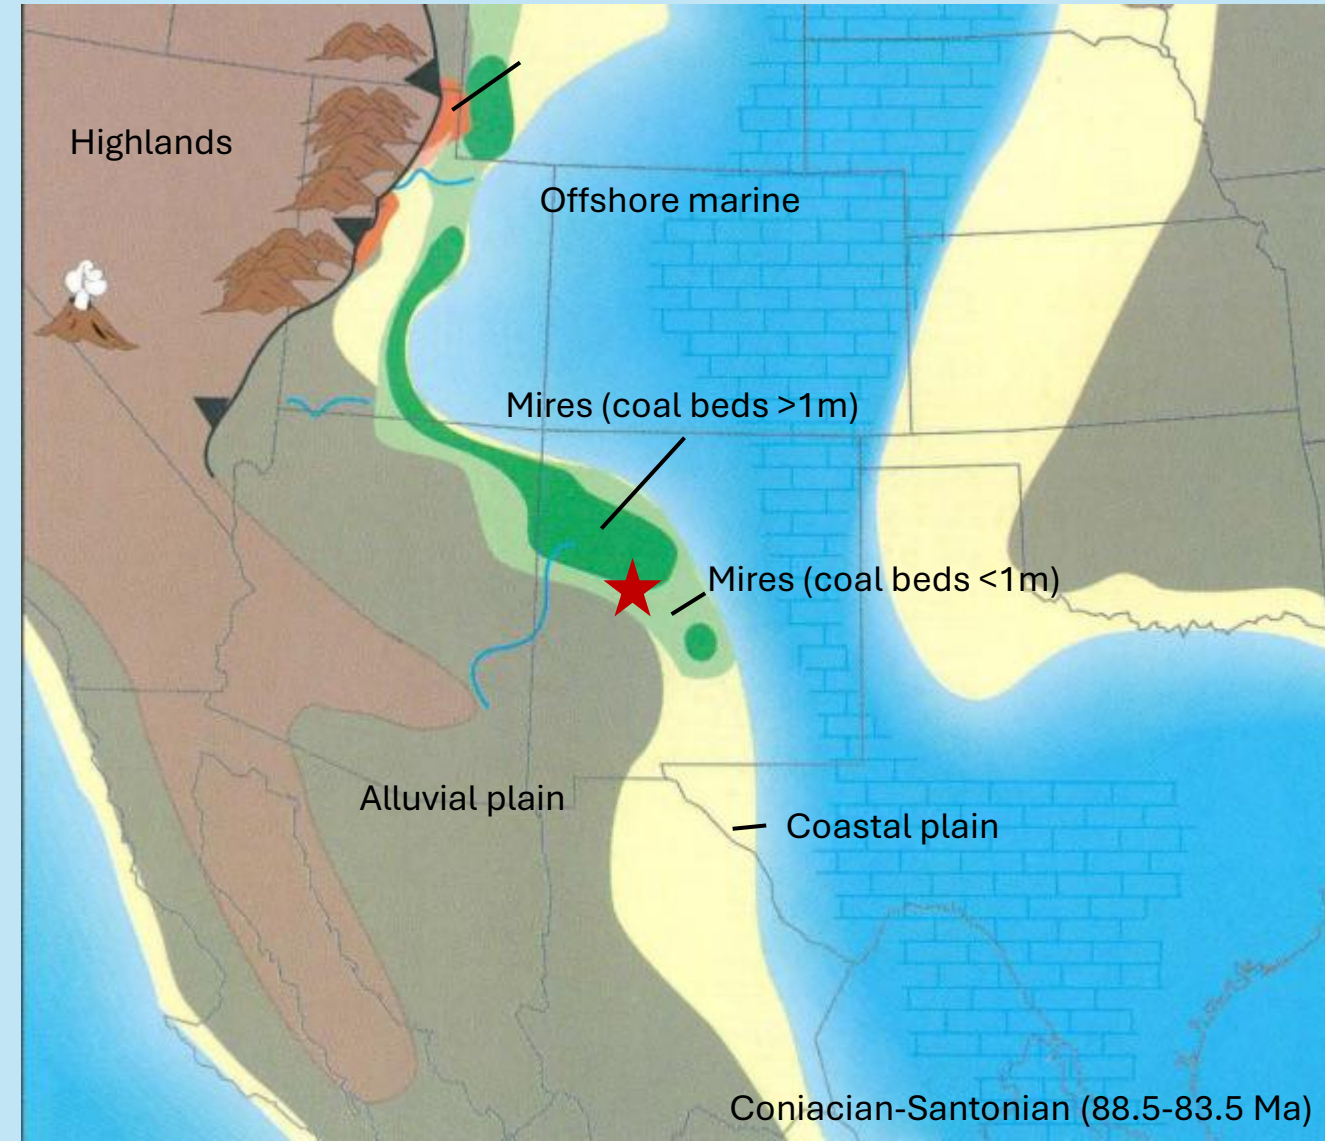 Highlands
Offshore marine
Mires (coal beds >1m)
Mires (coal beds <1m)
Alluvial plain
Coastal plain
Coniacian-Santonian (88.5-83.5 Ma)